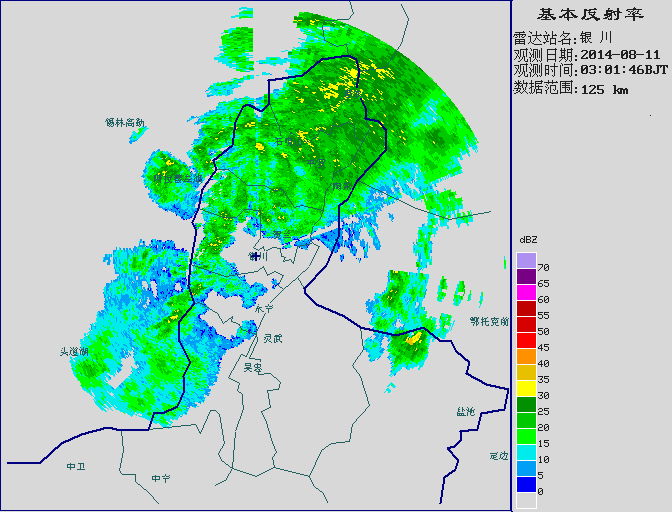 基本反射率
雷达站名:银 川
观测日期:2014-08-11
观测时间:03:01:46BJT
数据范围:125 km
锡林高勒
银川
永宁
灵武
吴忠
头道湖
鄂托克前
盐池
定边
中卫
中宁
dBZ
70
65
60
55
50
45
40
35
30
25
20
15
10
5
0